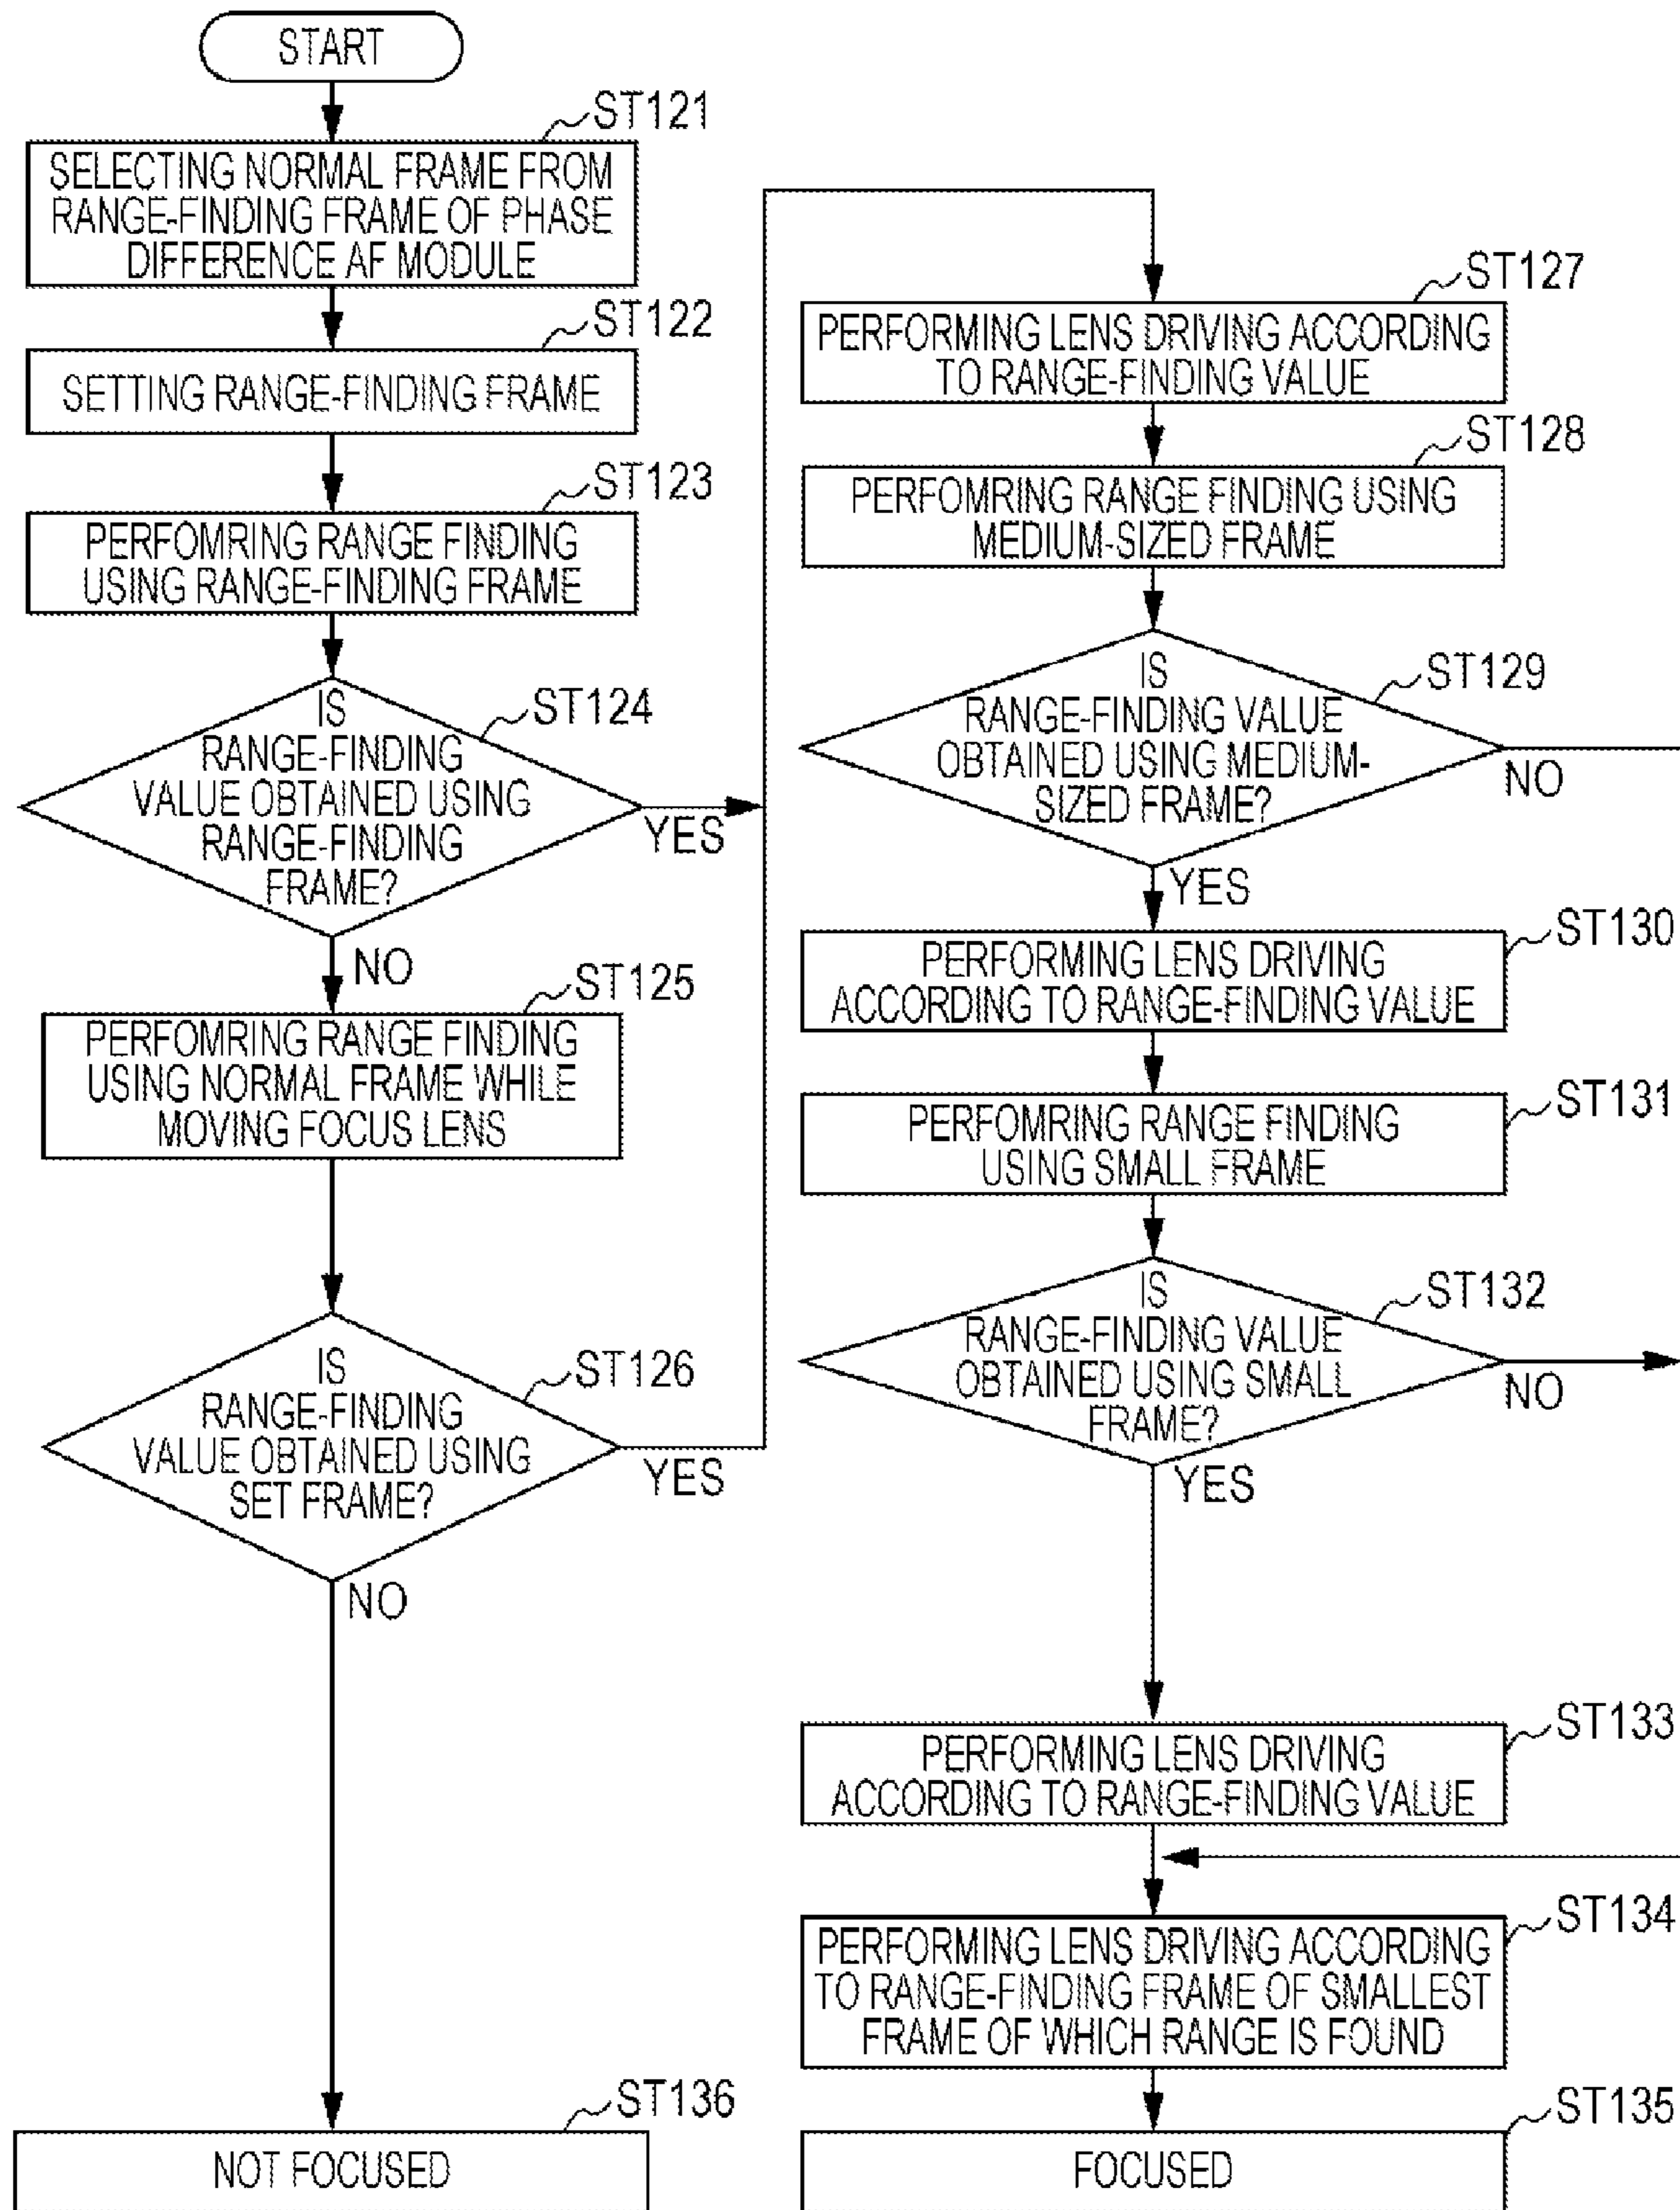 START
ST121
SELECTING NORMAL FRAME FROM
RANGE-FINDING FRAME OF PHASE
DIFFERENCE AF MODULE
ST122
SETTING RANGE-FINDING FRAME
ST123
PERFOMRING RANGE FINDING
USING RANGE-FINDING FRAME
ST124
IS
RANGE-FINDING
VALUE OBTAINED USING
RANGE-FINDING
FRAME?
YES
NO
ST125
PERFOMRING RANGE FINDING
USING NORMAL FRAME WHILE
MOVING FOCUS LENS
ST126
IS
RANGE-FINDING
VALUE OBTAINED USING
SET FRAME?
YES
NO
ST136
NOT FOCUSED
ST127
PERFORMING LENS DRIVING ACCORDING
TO RANGE-FINDING VALUE
ST128
PERFOMRING RANGE FINDING USING
MEDIUM-SIZED FRAME
ST129
IS
RANGE-FINDING VALUE
OBTAINED USING MEDIUM-
SIZED FRAME?
NO
YES
ST130
PERFORMING LENS DRIVING
ACCORDING TO RANGE-FINDING VALUE
ST131
PERFOMRING RANGE FINDING
USING SMALL FRAME
ST132
IS
RANGE-FINDING VALUE
OBTAINED USING SMALL
FRAME?
NO
YES
ST133
PERFORMING LENS DRIVING
ACCORDING TO RANGE-FINDING VALUE
ST134
PERFORMING LENS DRIVING ACCORDING
TO RANGE-FINDING FRAME OF SMALLEST
FRAME OF WHICH RANGE IS FOUND
ST135
FOCUSED